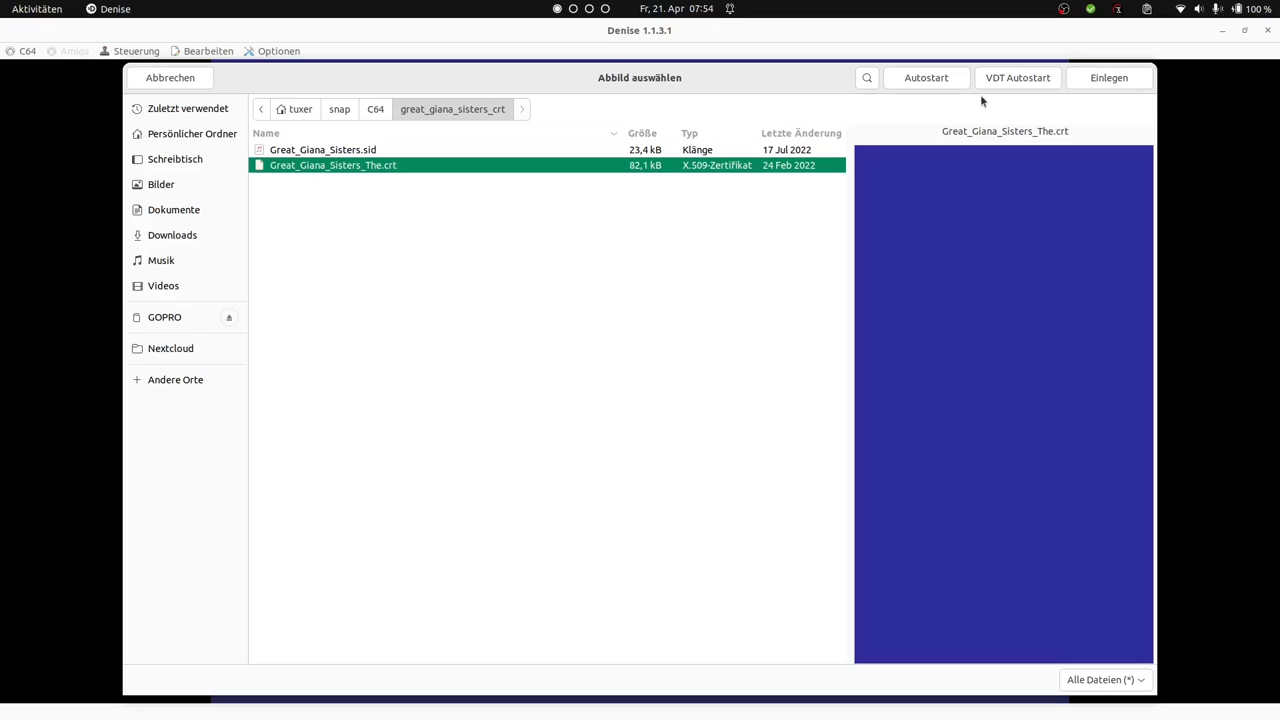 Aktivitäten Denise Fr, 21. Apr 07:54 100 %
Denise 1.1.3.1
C64 Amiga Steuerung Bearbeiten Optionen
Abbrechen Abbild auswählen Autostart VDT Autostart Einlegen
Zuletzt verwendet
Persönlicher Ordner
Schreibtisch
Bilder
Dokumente
Downloads
Musik
Videos
GOPRO
Nextcloud
Andere Orte
tuxer snap C64 great_giana_sisters_crt
Name Größe Typ Letzte Änderung
Great_Giana_Sisters.sid 23,4 kB Klänge 17 Jul 2022
Great_Giana_Sisters_The.crt 82,1 kB X.509-Zertifikat 24 Feb 2022
Great_Giana_Sisters_The.crt
Alle Dateien (*)